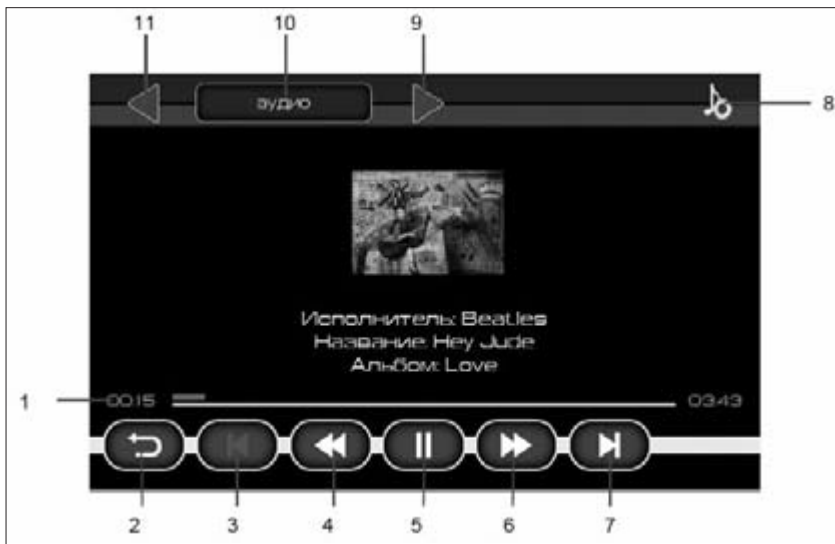 11 10 9
аудио
8
Исполнитель: Beatles
Название: Hey Jude
Альбом: Love
1 00:15 03:43
2 3 4 5 6 7